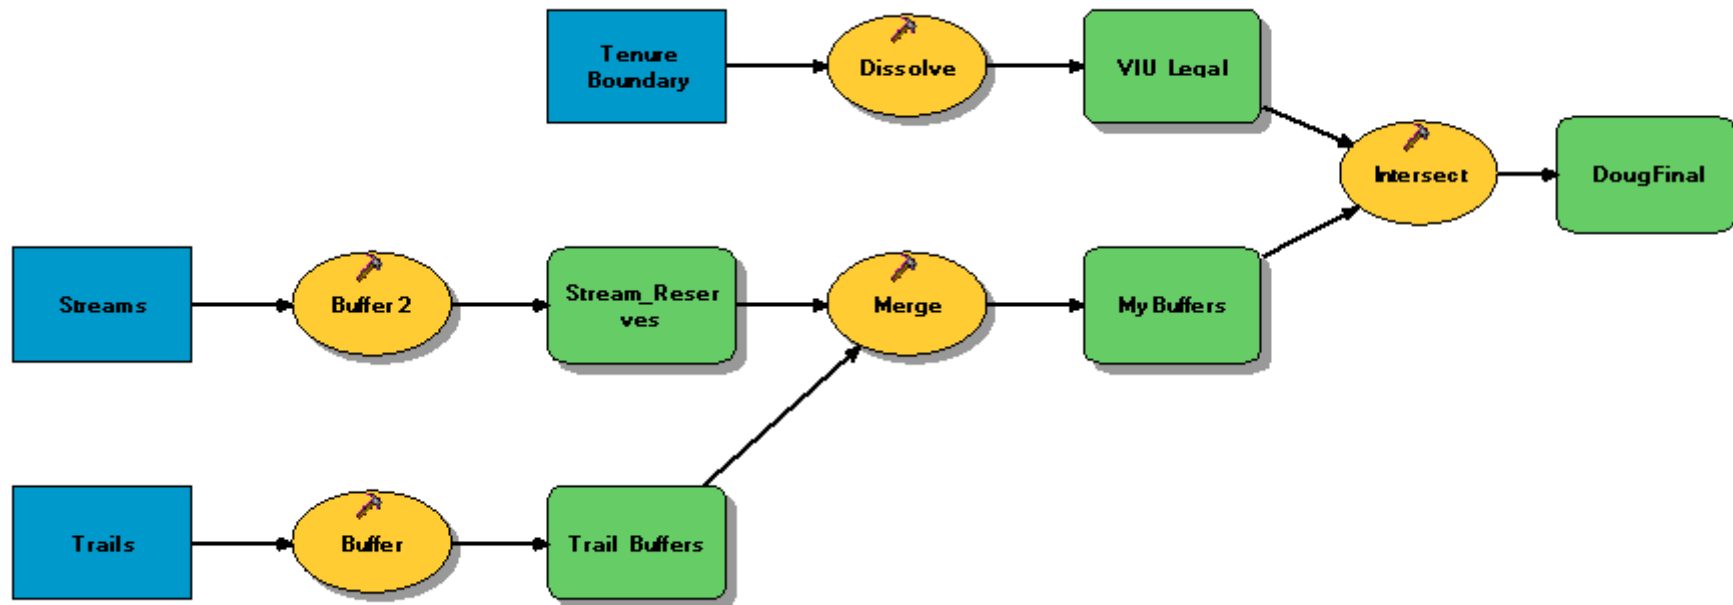 Tenure
Boundary
Dissolve
VIU Legal
Intersect
DougFinal
Streams
Buffer 2
Stream_Reser
ves
Merge
My Buffers
Trails
Buffer
Trail Buffers